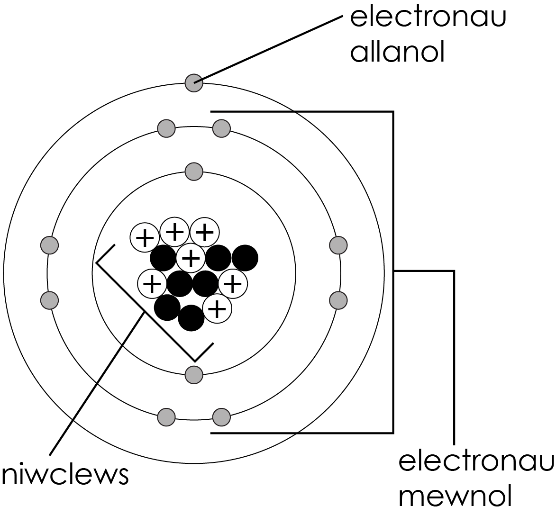 electronau
allanol
+
+
+
+
+
+
+
niwclews
electronau
mewnol